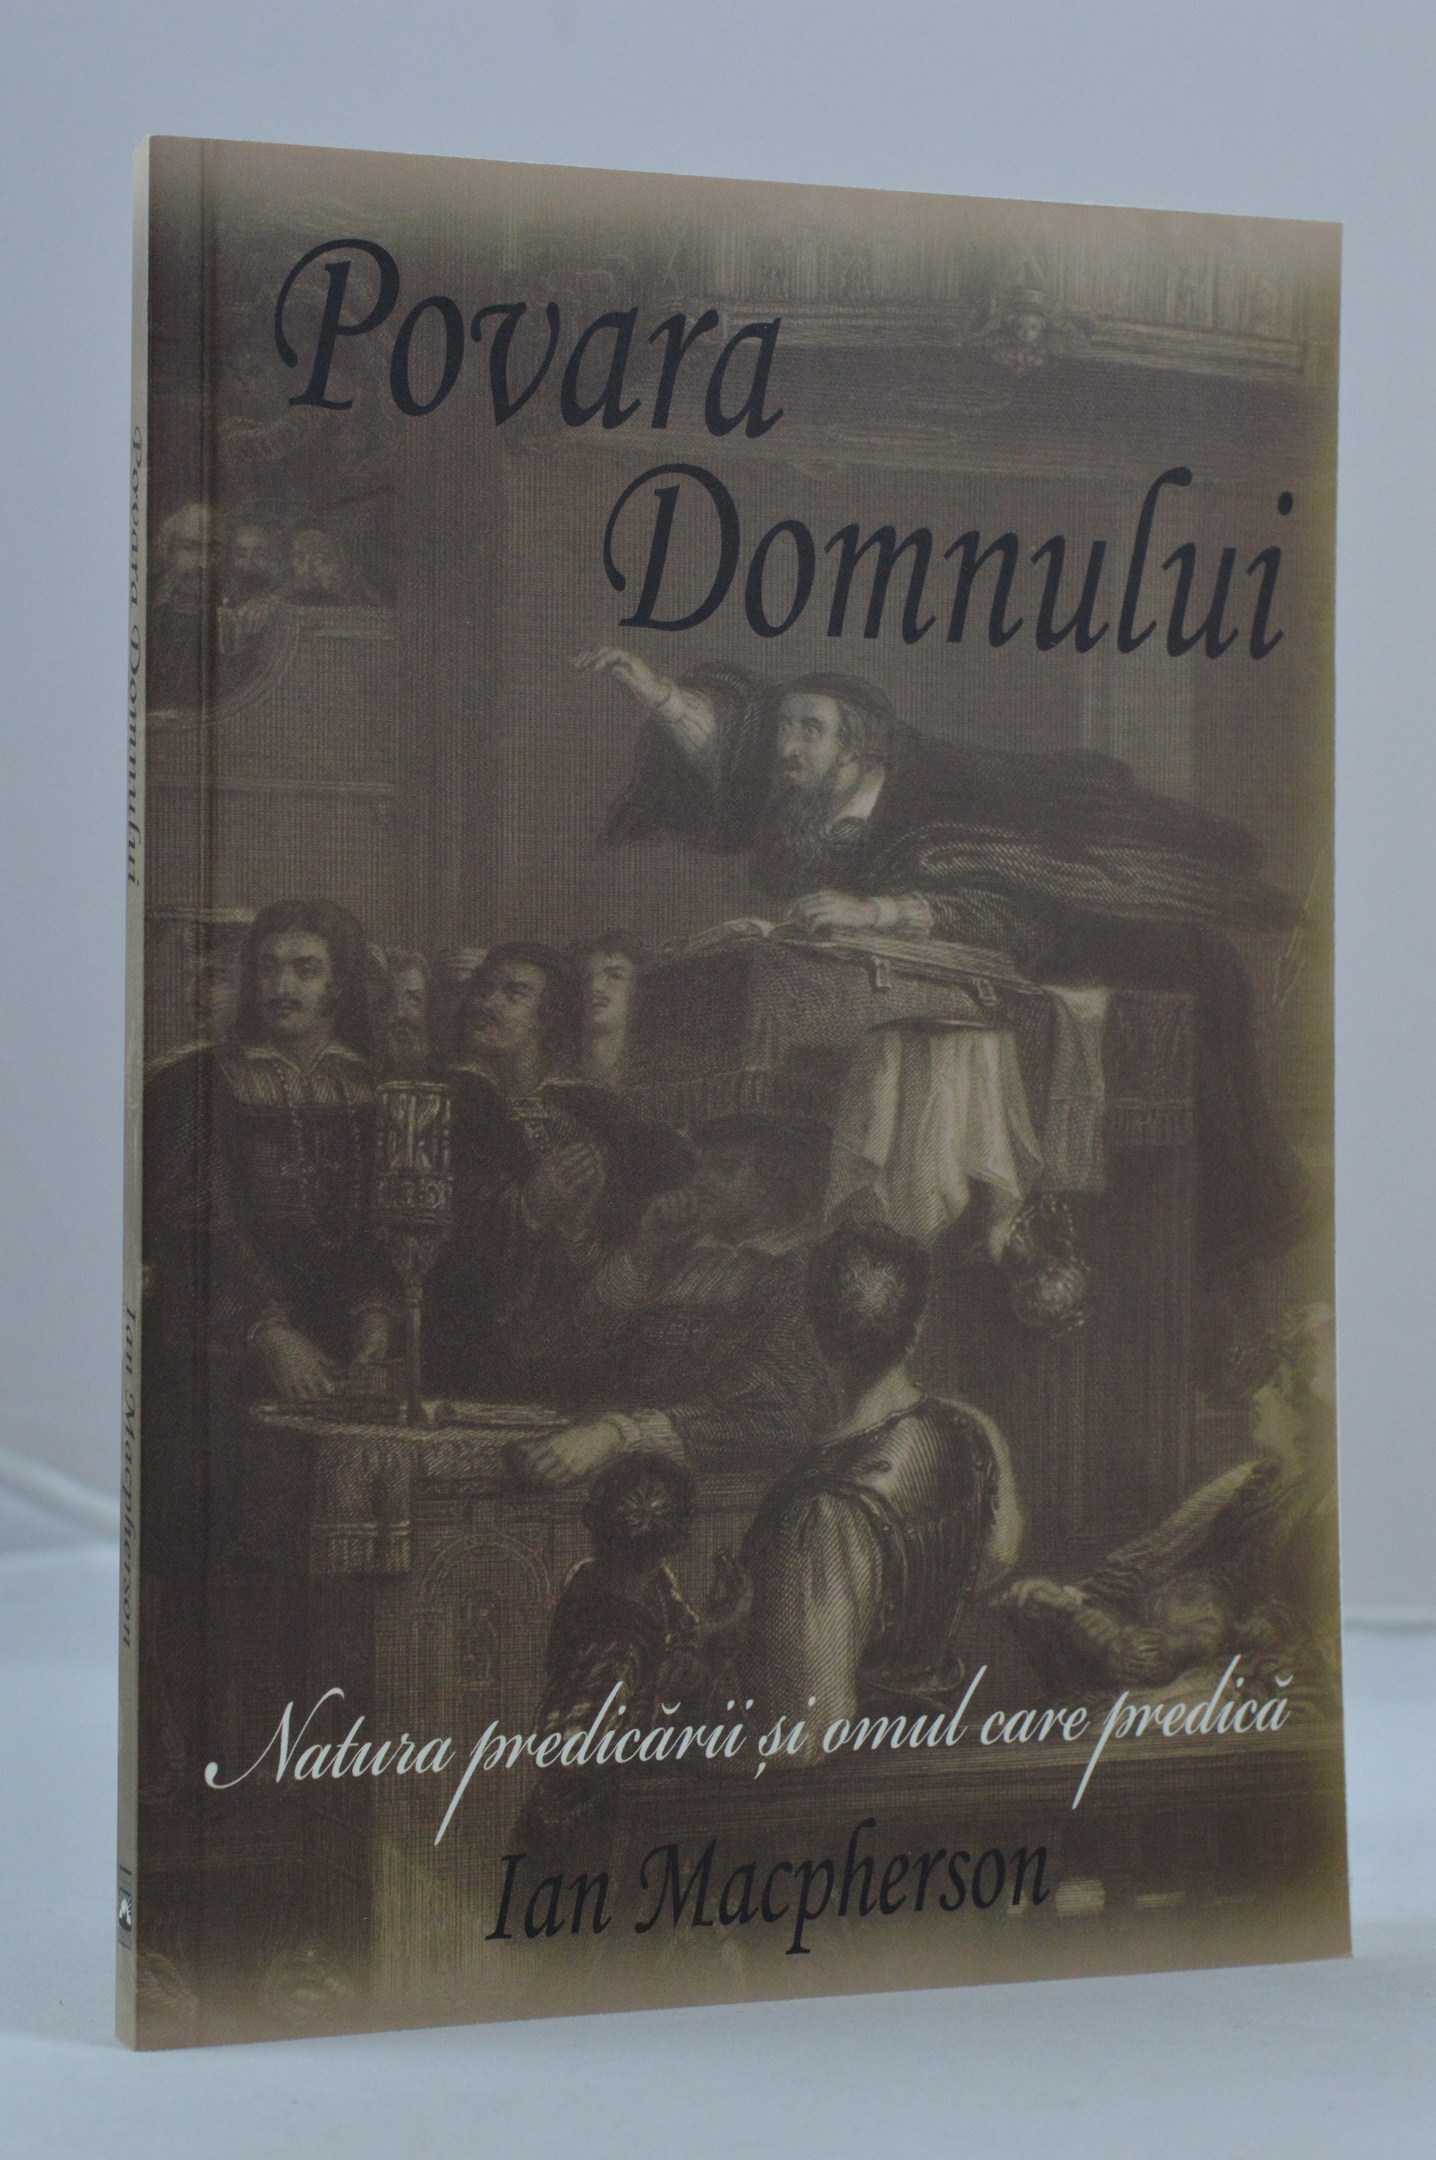 Povara
Domnului
Natura predicării și omul care predică
Ian Macpherson
Povara Domnului
Ian Macpherson